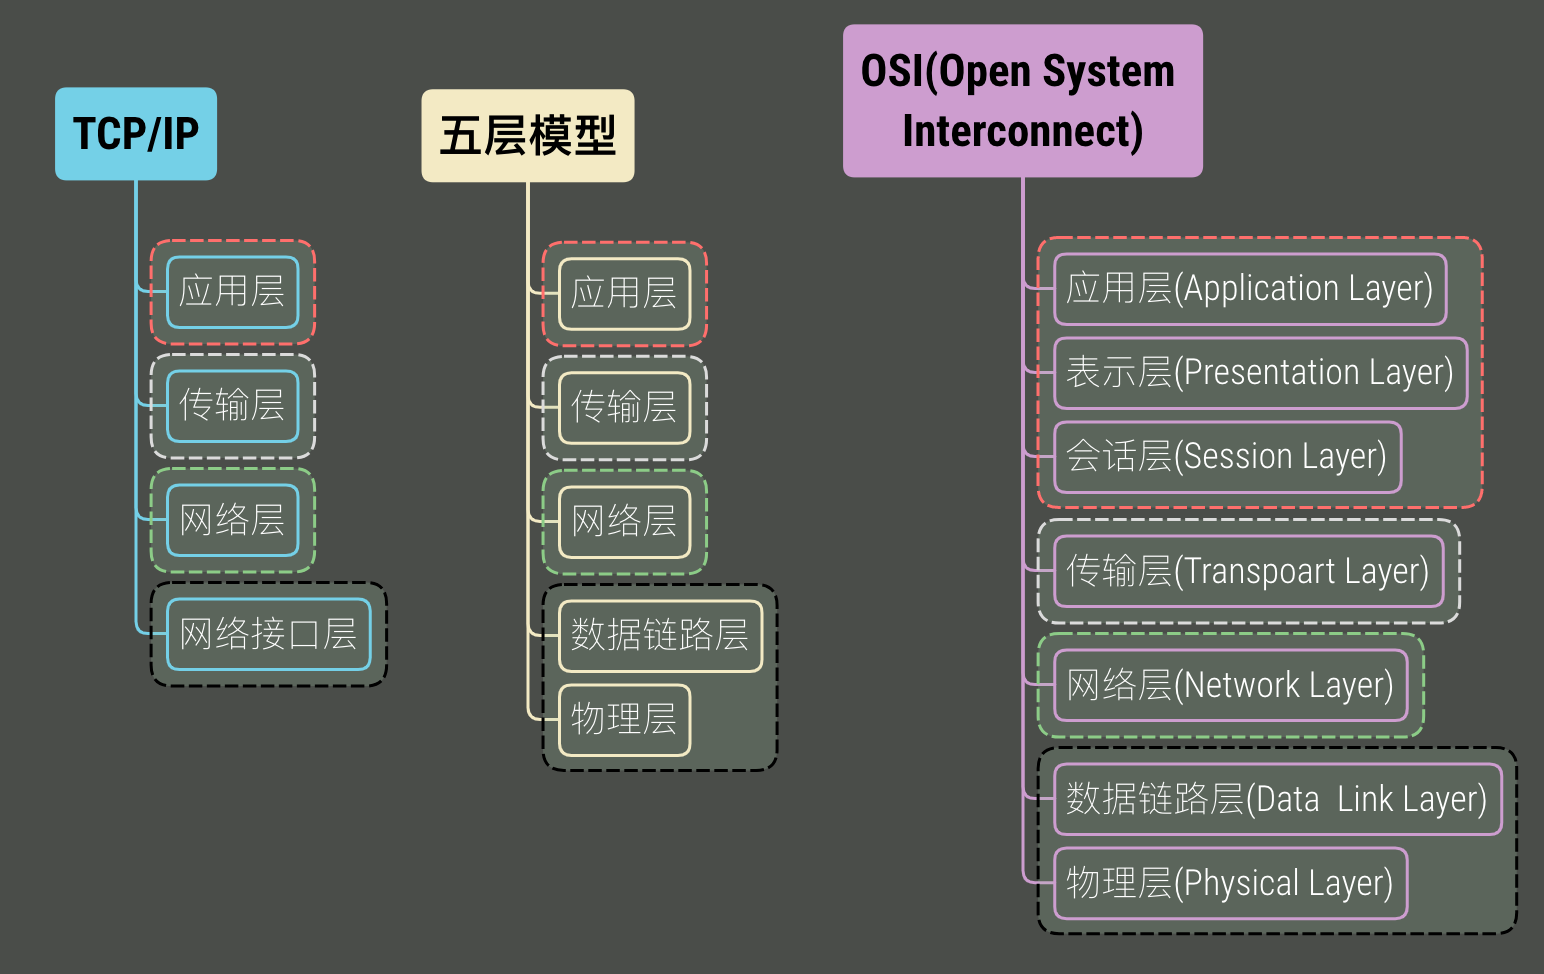 TCP/IP
应用层
传输层
网络层
网络接口层
五层模型
应用层
传输层
网络层
数据链路层
物理层
OSI(Open System
Interconnect)
应用层(Application Layer)
表示层(Presentation Layer)
会话层(Session Layer)
传输层(Transpoart Layer)
网络层(Network Layer)
数据链路层(Data  Link Layer)
物理层(Physical Layer)